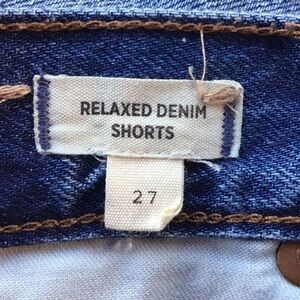 RELAXED DENIM
SHORTS
27